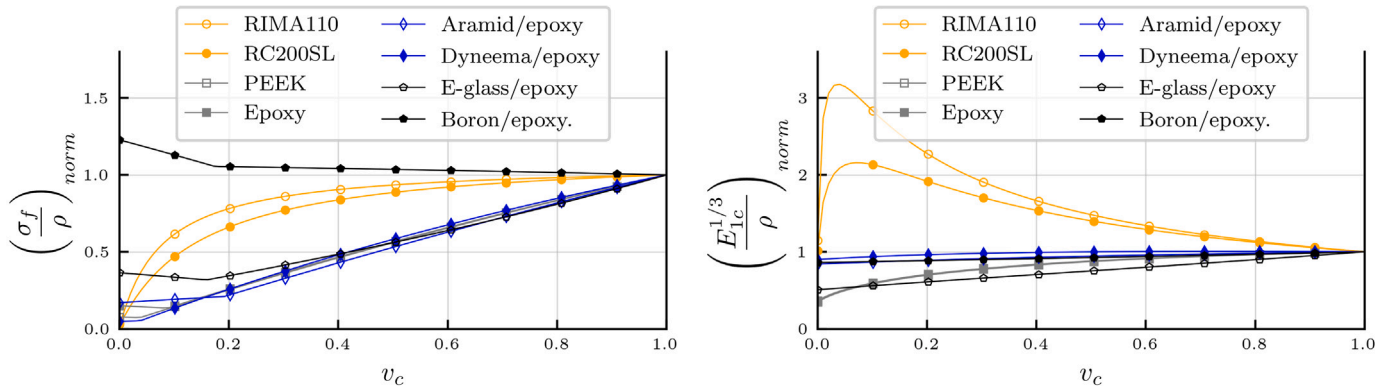 RIMA110
RC200SL
PEEK
Epoxy
Aramid/epoxy
Dyneema/epoxy
E-glass/epoxy
Boron/epoxy.
1.5
1.0
0.5
0.0
(σf/ρ)norm
0.0 0.2 0.4 0.6 0.8 1.0
vc
RIMA110
RC200SL
PEEK
Epoxy
Aramid/epoxy
Dyneema/epoxy
E-glass/epoxy
Boron/epoxy.
3
2
1
0
(E1c^1/3/ρ)norm
0.0 0.2 0.4 0.6 0.8 1.0
vc